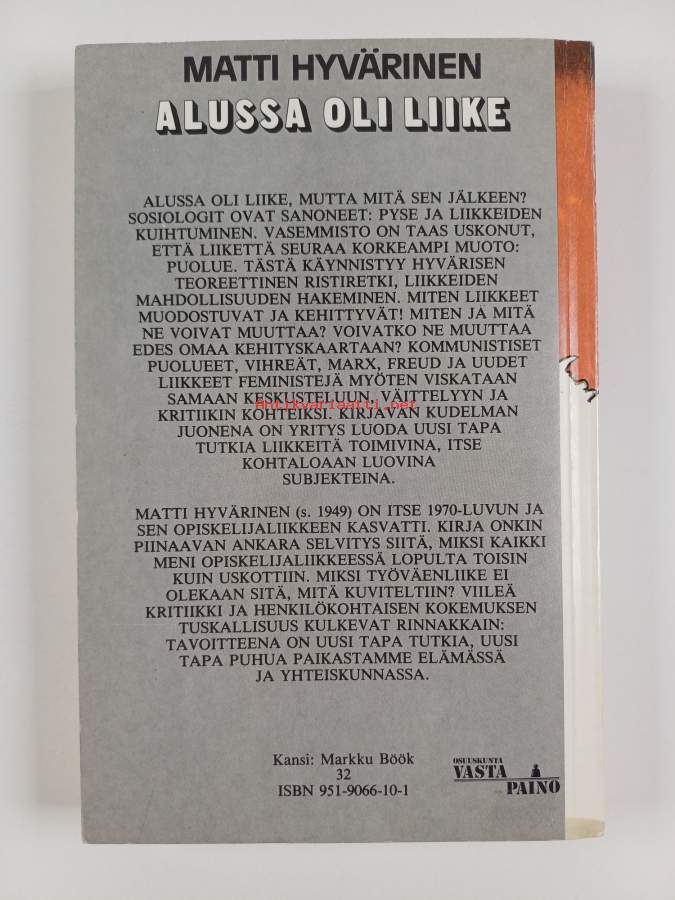 MATTI HYVÄRINEN
ALUSSA OLI LIIKE
ALUSSA OLI LIIKE, MUTTA MITÄ SEN JÄLKEEN?
SOSIOLOGIT OVAT SANONEET: PYSE JA LIIKKEIDEN
KUIHTUMINEN. VASEMMISTO ON TAAS USKONUT,
ETTÄ LIIKETTÄ SEURAA KORKEAMPI MUOTO:
PUOLUE. TÄSTÄ KÄYNNISTYY HYVÄRISEN
TEOREETTINEN RISTIRETKI, LIIKKEIDEN
MAHDOLLISUUDEN HAKEMINEN. MITEN LIIKKEET
MUODOSTUVAT JA KEHITTYVÄT! MITEN JA MITÄ
NE VOIVAT MUUTTAA? VOIVATKO NE MUUTTAA
EDES OMAA KEHITYSKAARTAAN? KOMMUNISTISET
PUOLUEET, VIHREÄT, MARX, FREUD JA UUDET
LIIKKEET FEMINISTEJÄ MYÖTEN VISKATAAN
SAMAAN KESKUSTELUUN, VÄITTELYYN JA
antikvariaatti.net
KRITIIKIN KOHTEIKSI. KIRJAVAN KUDELMAN
JUONENA ON YRITYS LUODA UUSI TAPA
TUTKIA LIIKKEITÄ TOIMIVINA, ITSE
KOHTALOAAN LUOVINA
SUBJEKTEINA.
MATTI HYVÄRINEN (s. 1949) ON ITSE 1970-LUVUN JA
SEN OPISKELIJALIIKKEEN KASVATTI. KIRJA ONKIN
PIINAAVAN ANKARA SELVITYS SIITÄ, MIKSI KAIKKI
MENI OPISKELIJALIIKKEESSÄ LOPULTA TOISIN
KUIN USKOTTIIN. MIKSI TYÖVÄENLIIKE EI
OLEKAAN SITÄ, MITÄ KUVITELTIIN? VIILEÄ
KRITIIKKI JA HENKILÖKOHTAISEN KOKEMUKSEN
TUSKALLISUUS KULKEVAT RINNAKKAIN:
TAVOITTEENA ON UUSI TAPA TUTKIA, UUSI
TAPA PUHUA PAIKASTAMME ELÄMÄSSÄ
JA YHTEISKUNNASSA.
Kansi: Markku Böök
32
ISBN 951-9066-10-1
OSUUSKUNTA
VASTA
PAINO